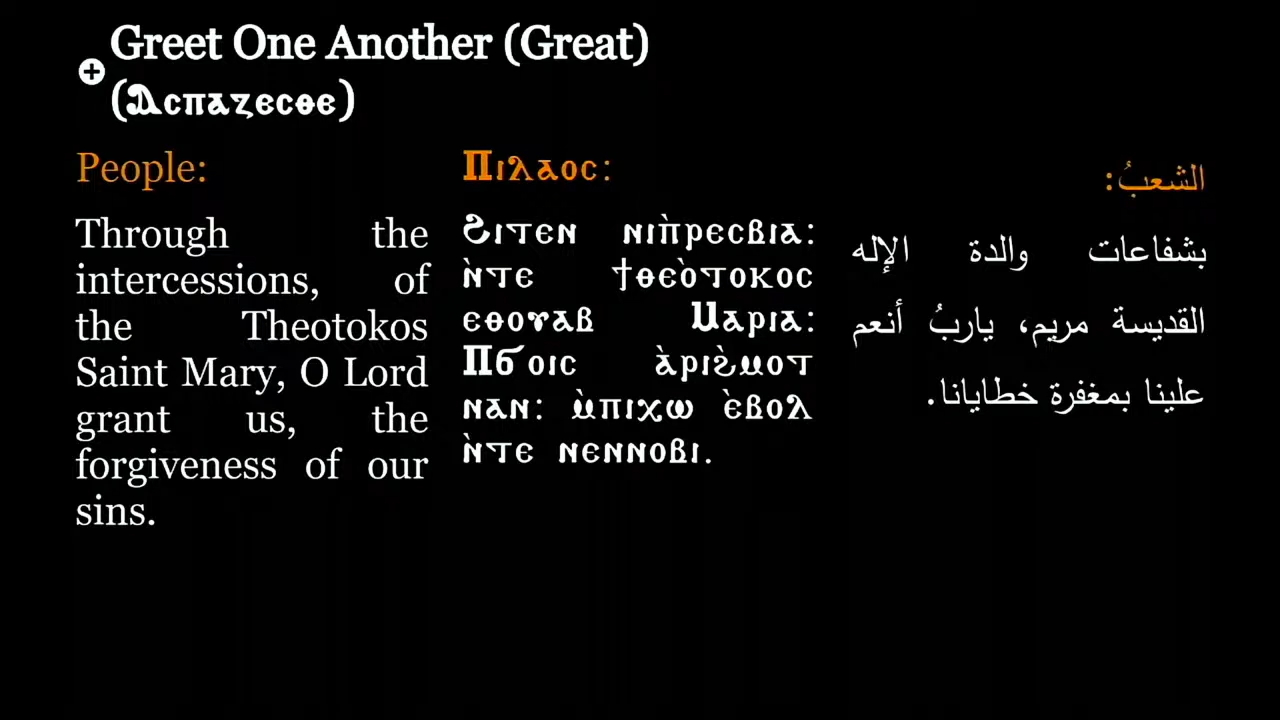 Greet One Another (Great)
(Ⲁⲥⲡⲁⲍⲉⲥⲑⲉ)
People:
Through the
intercessions, of
the Theotokos
Saint Mary, O Lord
grant us, the
forgiveness of our
sins.
Ⲡⲓⲗⲁⲟⲥ:
Ϩⲓⲧⲉⲛ ⲛⲓⲡ̀ⲣⲉⲥⲃⲓⲁ:
ⲛ̀ⲧⲉ ϯⲑⲉⲟ̀ⲧⲟⲕⲟⲥ
ⲉⲑⲟⲩⲁⲃ Ⲙⲁⲣⲓⲁ:
Ⲡϭⲟⲓⲥ ⲁ̀ⲣⲓϩ̀ⲙⲟⲧ
ⲛⲁⲛ: ⲙ̀ⲡⲓⲭⲱ ⲉ̀ⲃⲟⲗ
ⲛ̀ⲧⲉ ⲛⲉⲛⲛⲟⲃⲓ.
الشعبُ:
بشفاعات والدة الإله
القديسة مريم، ياربُ أنعم
علينا بمغفرة خطايانا.